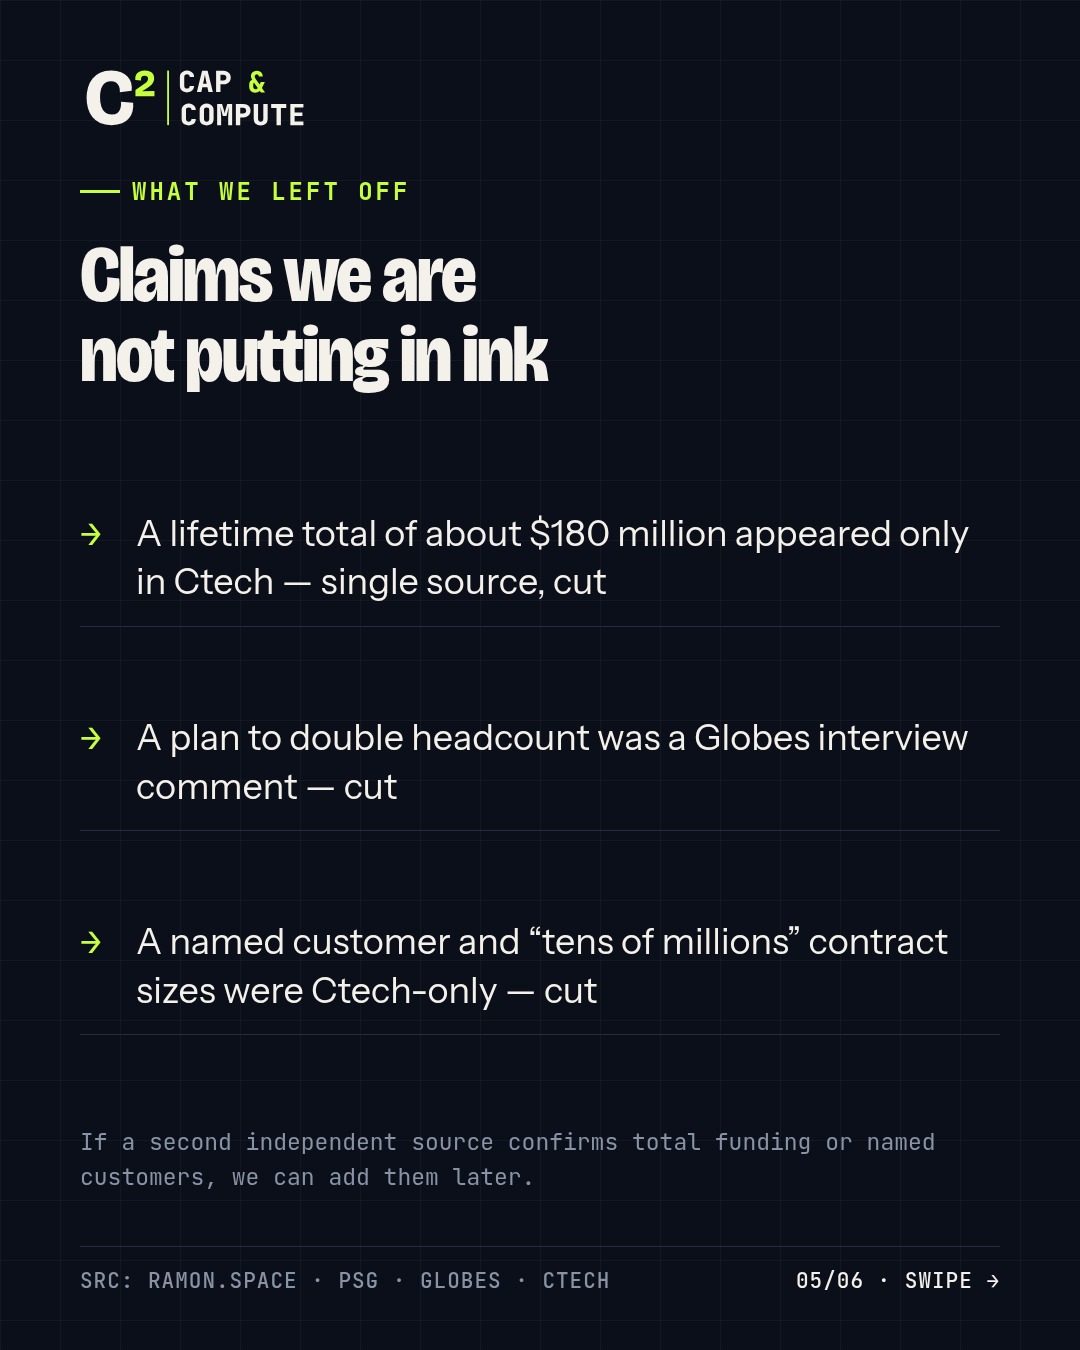 C² CAP &
COMPUTE
WHAT WE LEFT OFF
Claims we are
not putting in ink
→ A lifetime total of about $180 million appeared only
in Ctech — single source, cut
→ A plan to double headcount was a Globes interview
comment — cut
→ A named customer and “tens of millions” contract
sizes were Ctech-only — cut
If a second independent source confirms total funding or named
customers, we can add them later.
SRC: RAMON.SPACE · PSG · GLOBES · CTECH 05/06 · SWIPE →